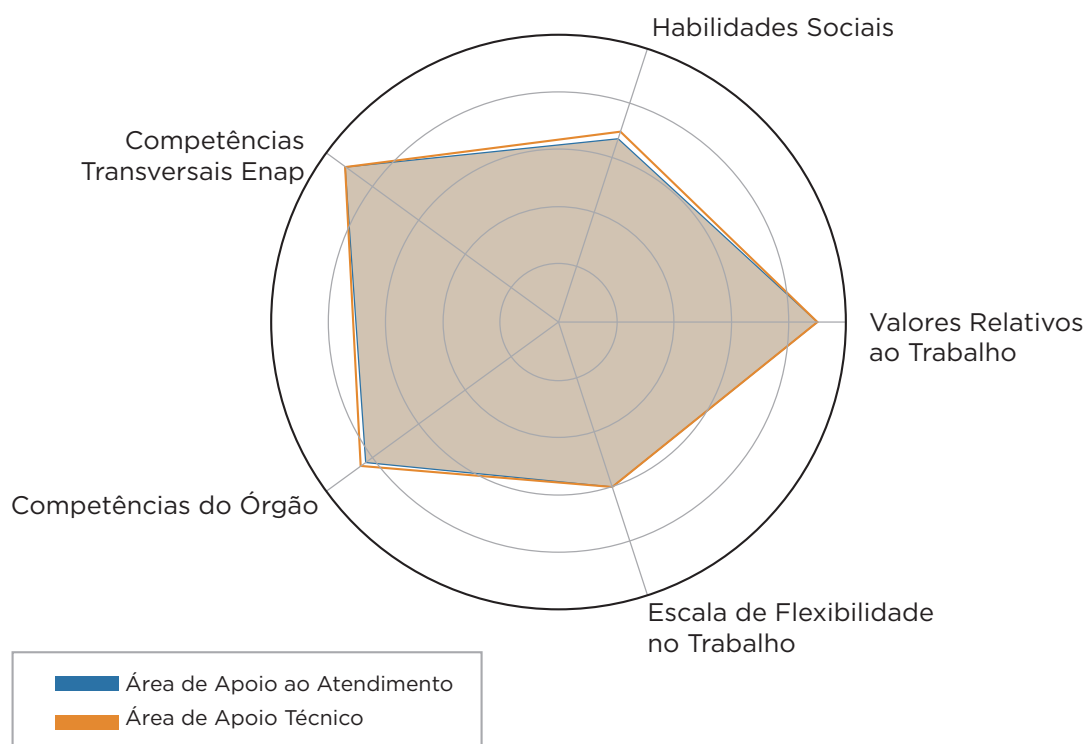 Habilidades Sociais
Competências
Transversais Enap
Valores Relativos
ao Trabalho
Competências do Órgão
Escala de Flexibilidade
no Trabalho
Área de Apoio ao Atendimento
Área de Apoio Técnico